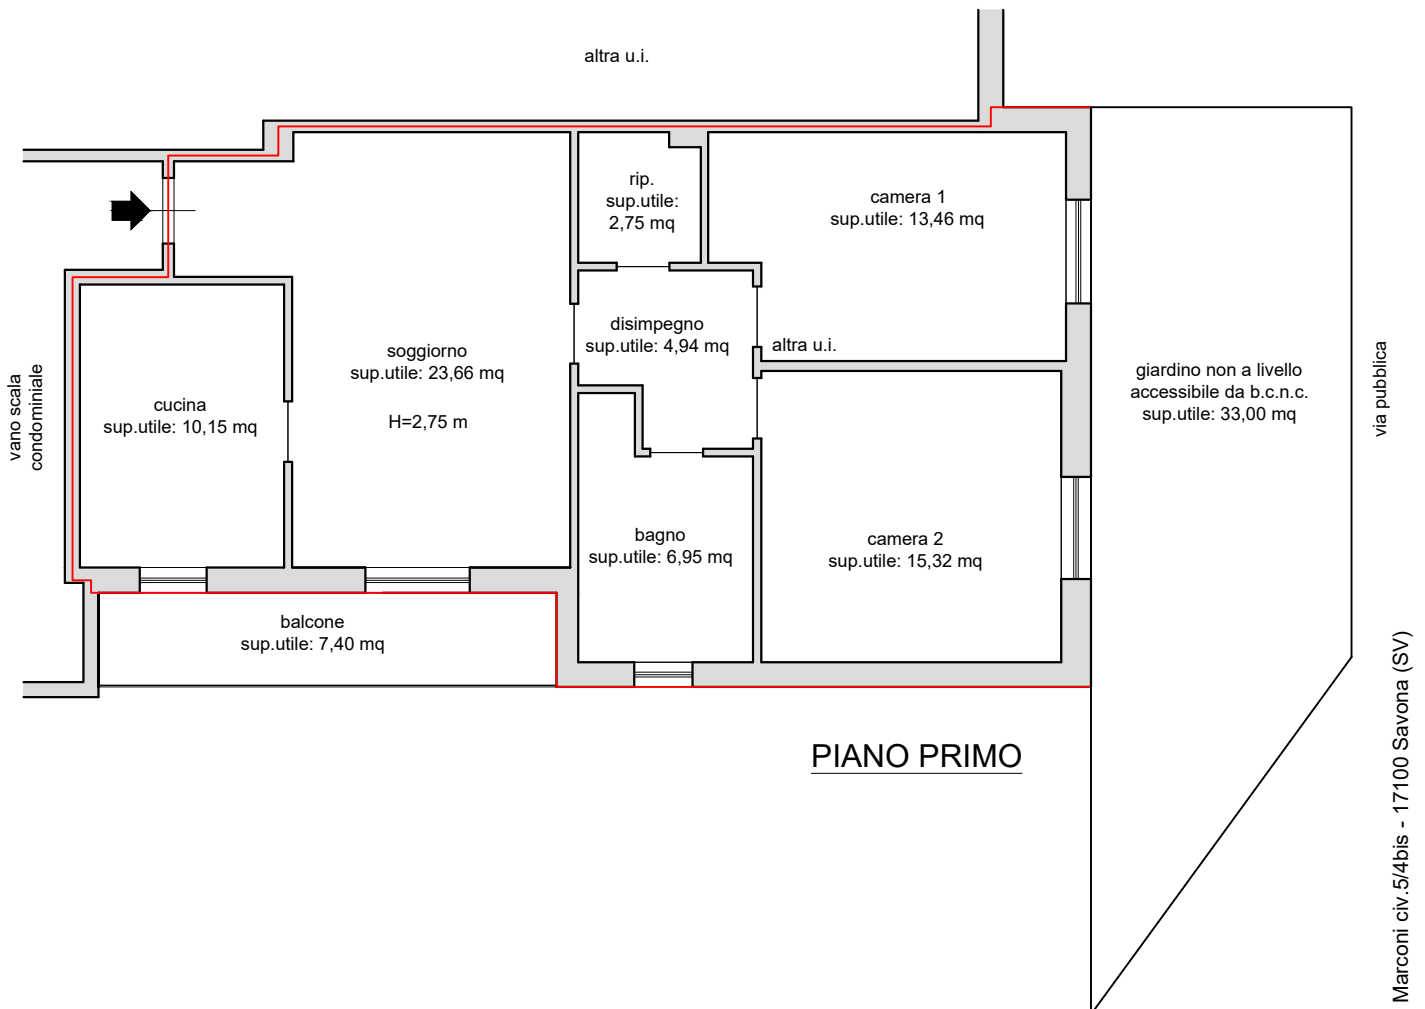 altra u.i.
rip.
sup.utile:
2,75 mq
camera 1
sup.utile: 13,46 mq
disimpegno
sup.utile: 4,94 mq
altra u.i.
soggiorno
sup.utile: 23,66 mq
H=2,75 m
cucina
sup.utile: 10,15 mq
vano scala
condominiale
giardino non a livello
accessibile da b.c.n.c.
sup.utile: 33,00 mq
via pubblica
bagno
sup.utile: 6,95 mq
camera 2
sup.utile: 15,32 mq
balcone
sup.utile: 7,40 mq
PIANO PRIMO
Marconi civ.5/4bis - 17100 Savona (SV)